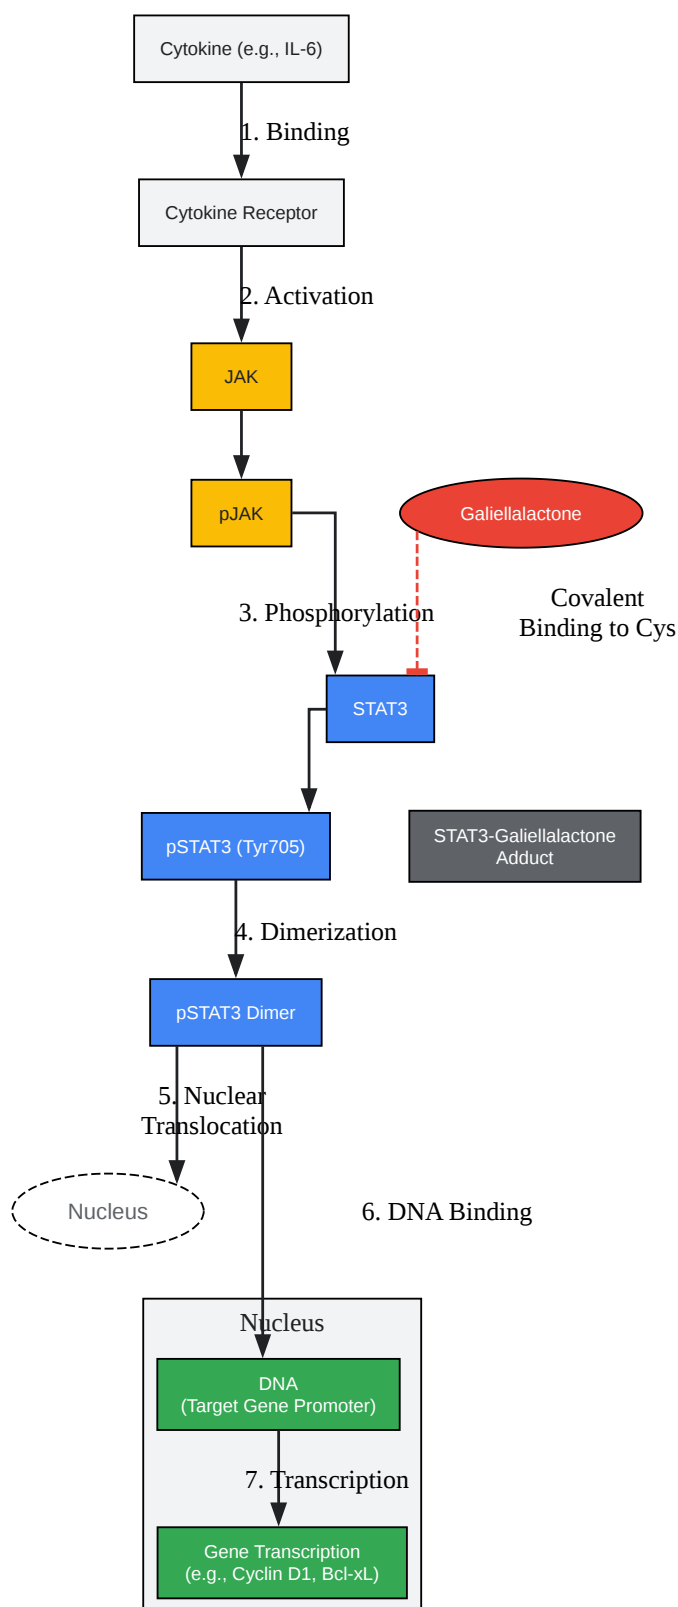 Cytokine (e.g., IL-6)
1. Binding
Cytokine Receptor
2. Activation
JAK
pJAK
Galiellalactone
3. Phosphorylation
Covalent
Binding to Cys
STAT3
pSTAT3 (Tyr705)
STAT3-Galiellalactone
Adduct
4. Dimerization
pSTAT3 Dimer
5. Nuclear
Translocation
Nucleus
6. DNA Binding
Nucleus
DNA
(Target Gene Promoter)
7. Transcription
Gene Transcription
(e.g., Cyclin D1, Bcl-xL)